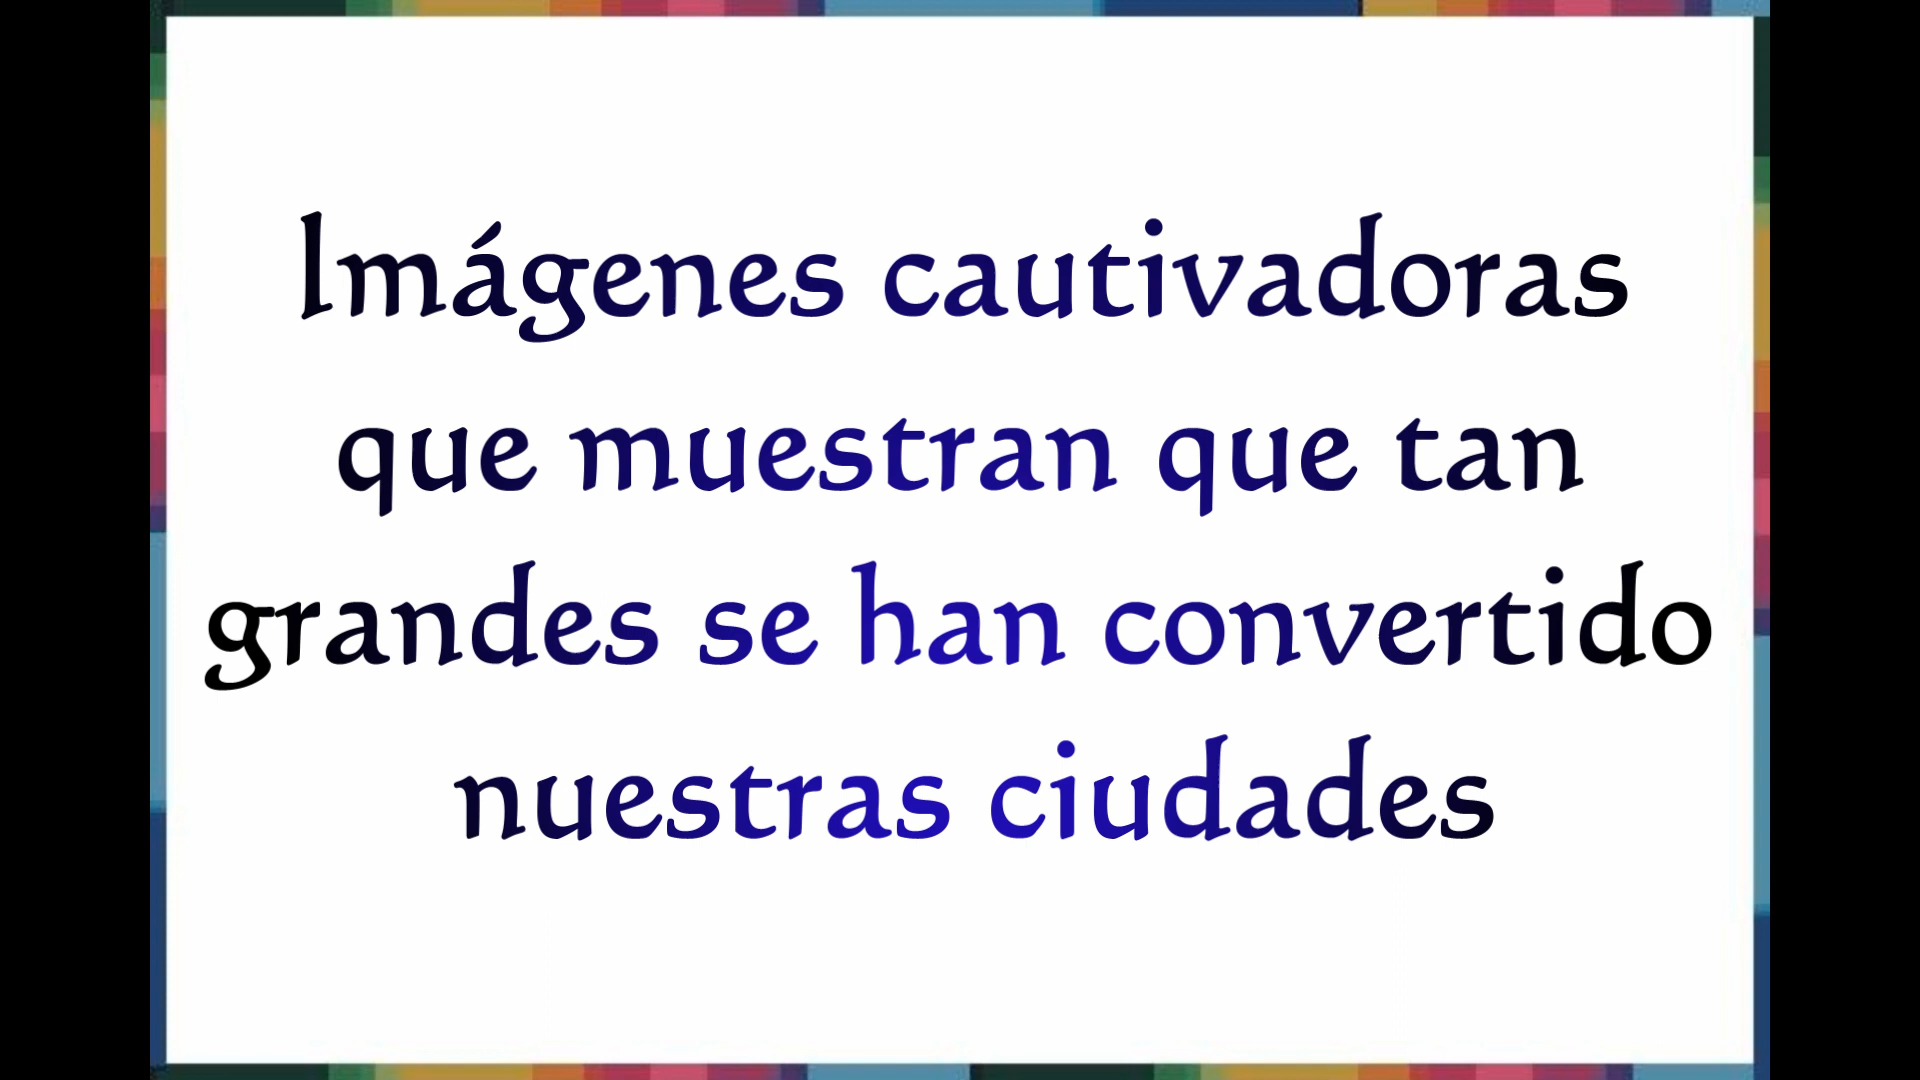 Imágenes cautivadoras
que muestran que tan
grandes se han convertido
nuestras ciudades